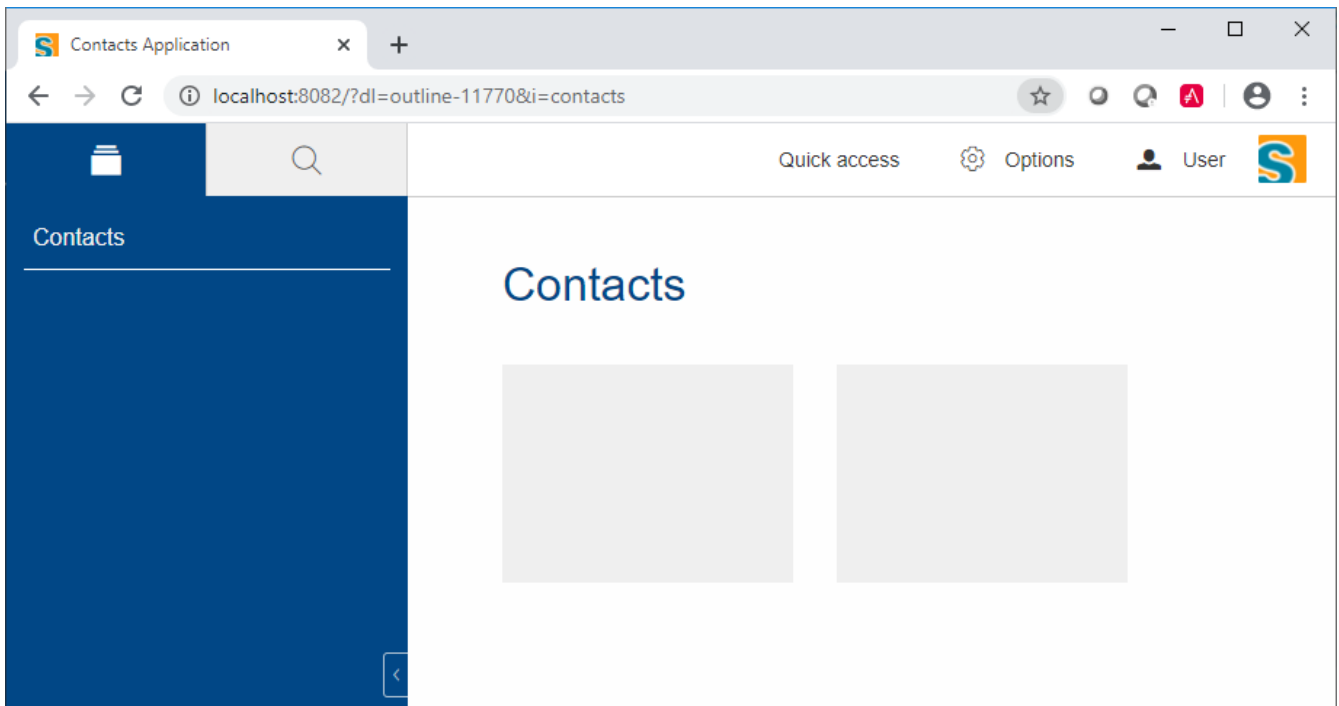 Contacts Application
localhost:8082/?dl=outline-11770&i=contacts
Quick access Options User
Contacts
Contacts